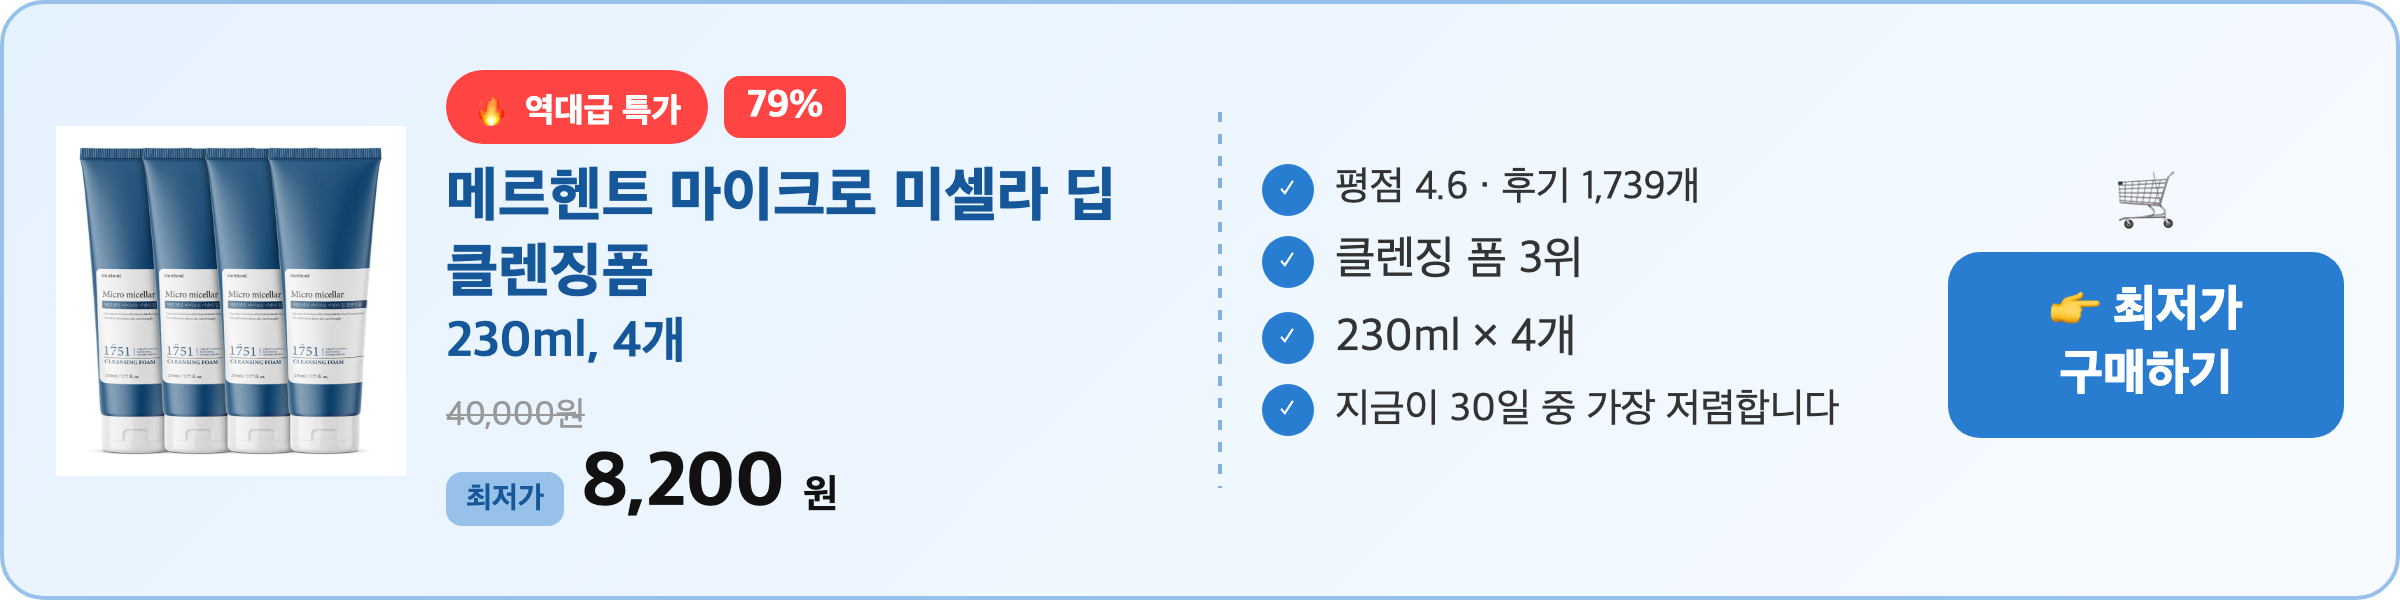 역대급 특가
79%
메르헨트 마이크로 미셀라 딥
클렌징폼
230ml, 4개
40,000원
최저가 8,200 원
Micro micellar
Micro micellar
Micro micellar
Micro micellar
1751
1751
1751
1751
CLEANSING FOAM
CLEANSING FOAM
CLEANSING FOAM
CLEANSING FOAM
✓ 평점 4.6 · 후기 1,739개
✓ 클렌징 폼 3위
✓ 230ml × 4개
✓ 지금이 30일 중 가장 저렴합니다
최저가
구매하기